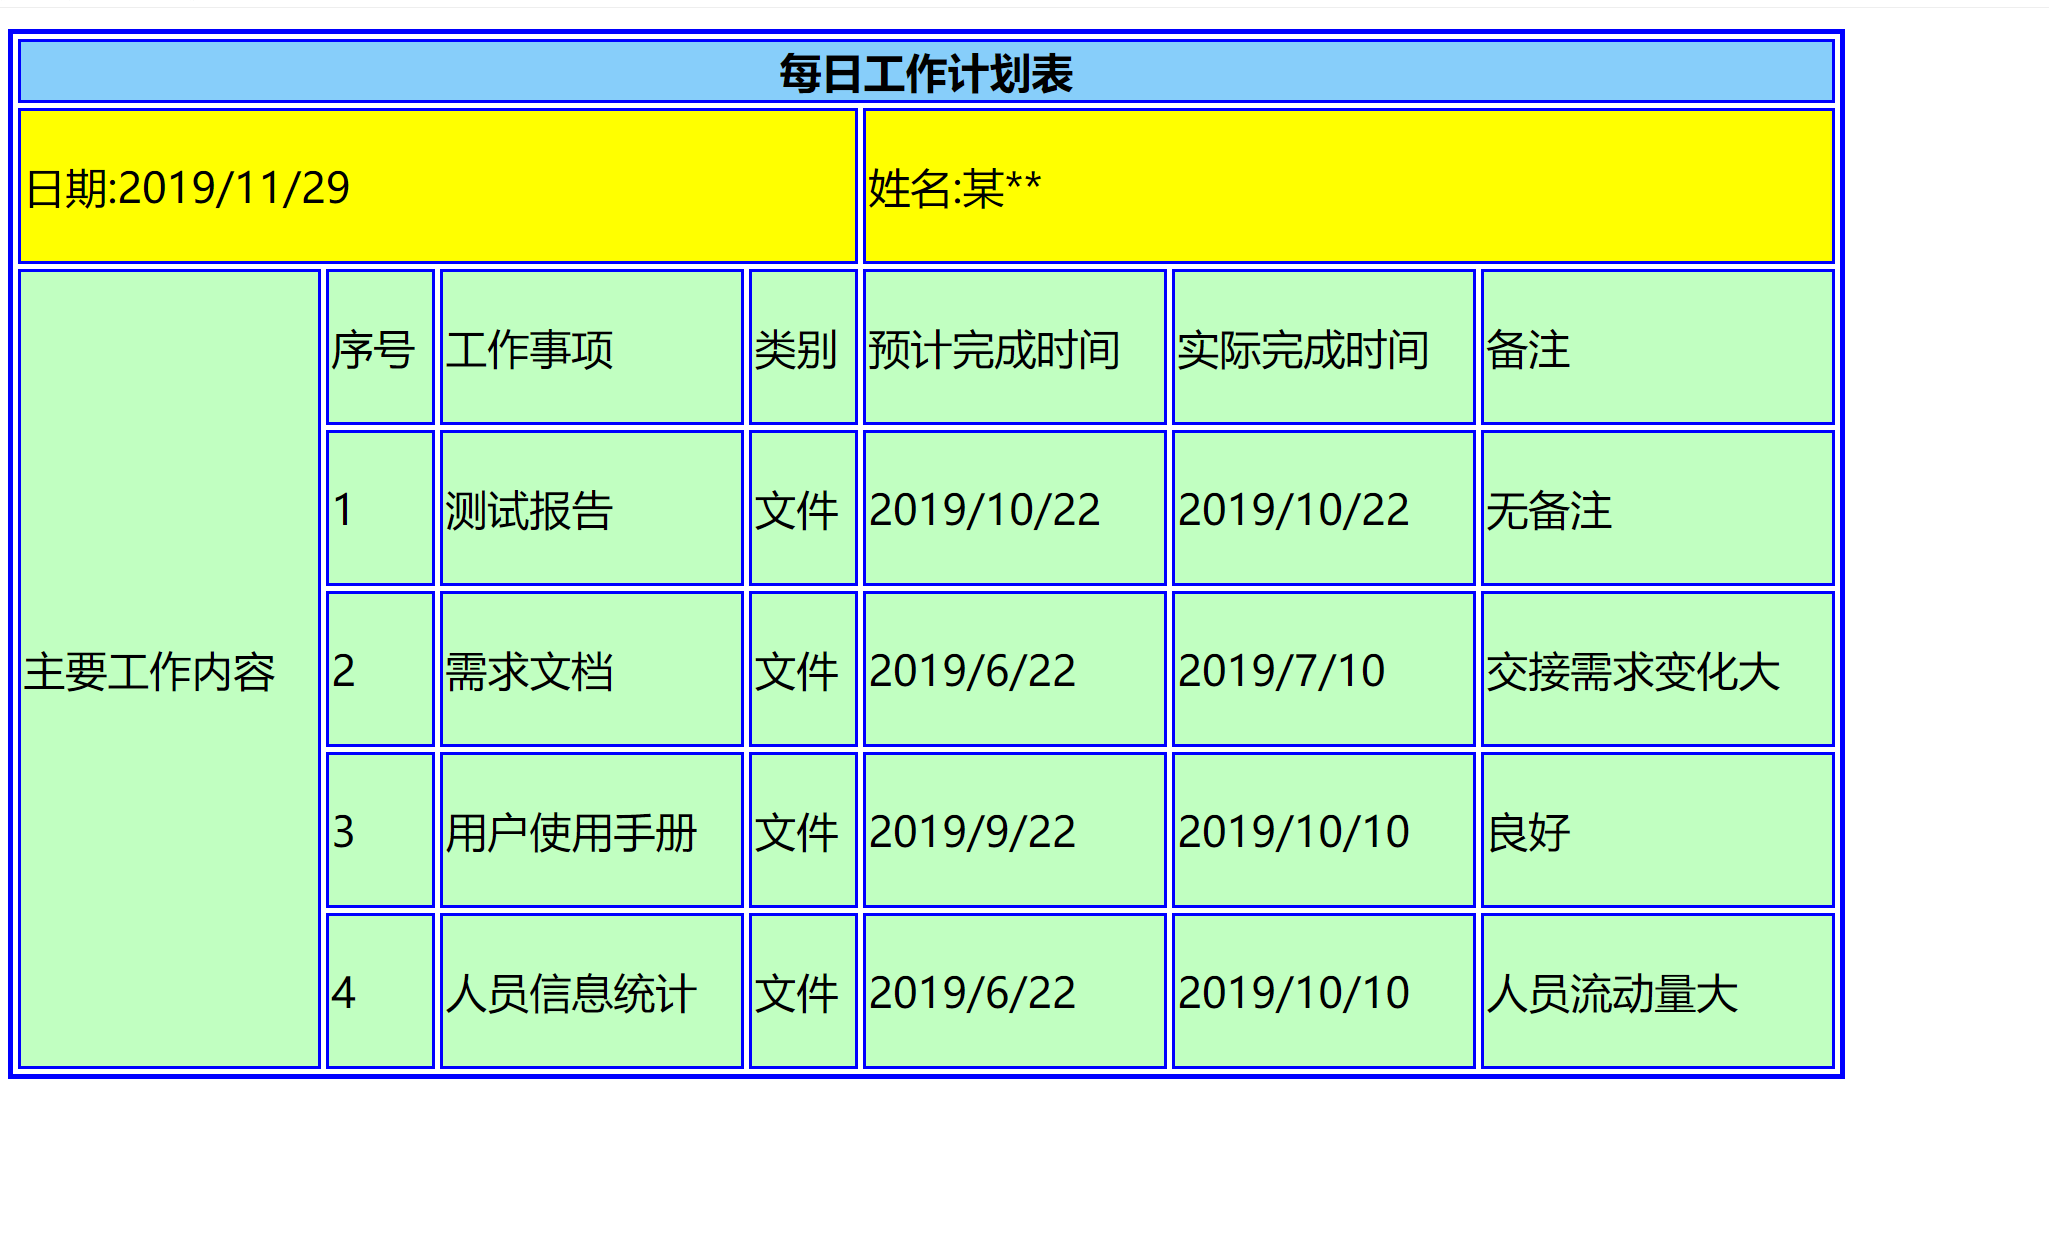 每日工作计划表
日期:2019/11/29 姓名:某**
序号 工作事项 类别 预计完成时间 实际完成时间 备注
1 测试报告 文件 2019/10/22 2019/10/22 无备注
主要工作内容 2 需求文档 文件 2019/6/22 2019/7/10 交接需求变化大
3 用户使用手册 文件 2019/9/22 2019/10/10 良好
4 人员信息统计 文件 2019/6/22 2019/10/10 人员流动量大